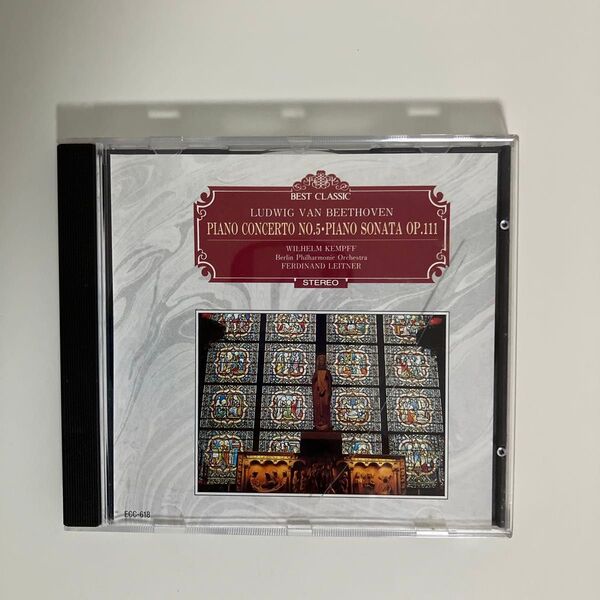 BEST CLASSIC
LUDWIG VAN BEETHOVEN
PIANO CONCERTO NO.5・PIANO SONATA OP.111
WILHELM KEMPFF
Berlin Philharmonic Orchestra
FERDINAND LEITNER
STEREO
ECC-618